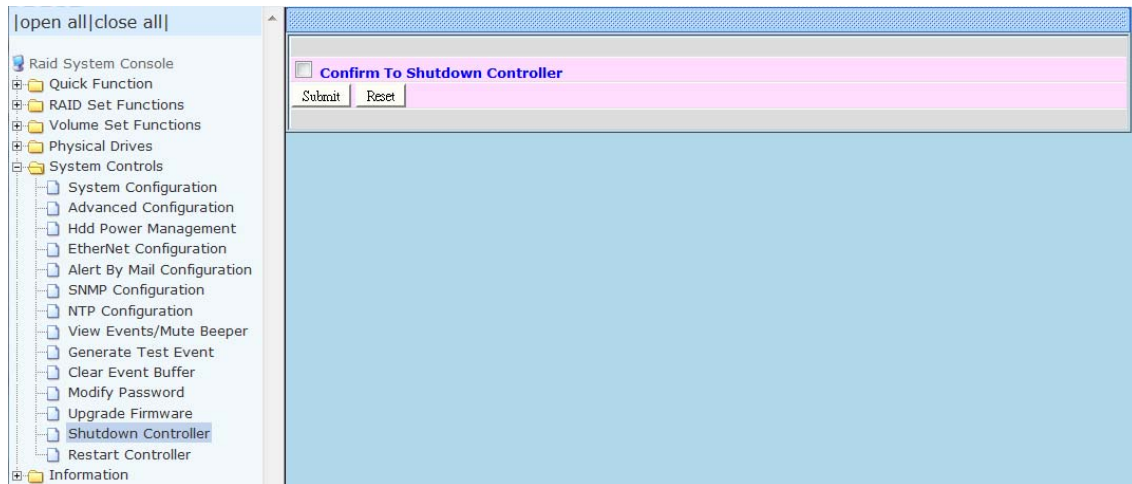 |open all|close all|
Raid System Console
Quick Function
RAID Set Functions
Volume Set Functions
Physical Drives
System Controls
System Configuration
Advanced Configuration
Hdd Power Management
EtherNet Configuration
Alert By Mail Configuration
SNMP Configuration
NTP Configuration
View Events/Mute Beeper
Generate Test Event
Clear Event Buffer
Modify Password
Upgrade Firmware
Shutdown Controller
Restart Controller
Information
Confirm To Shutdown Controller
Submit Reset